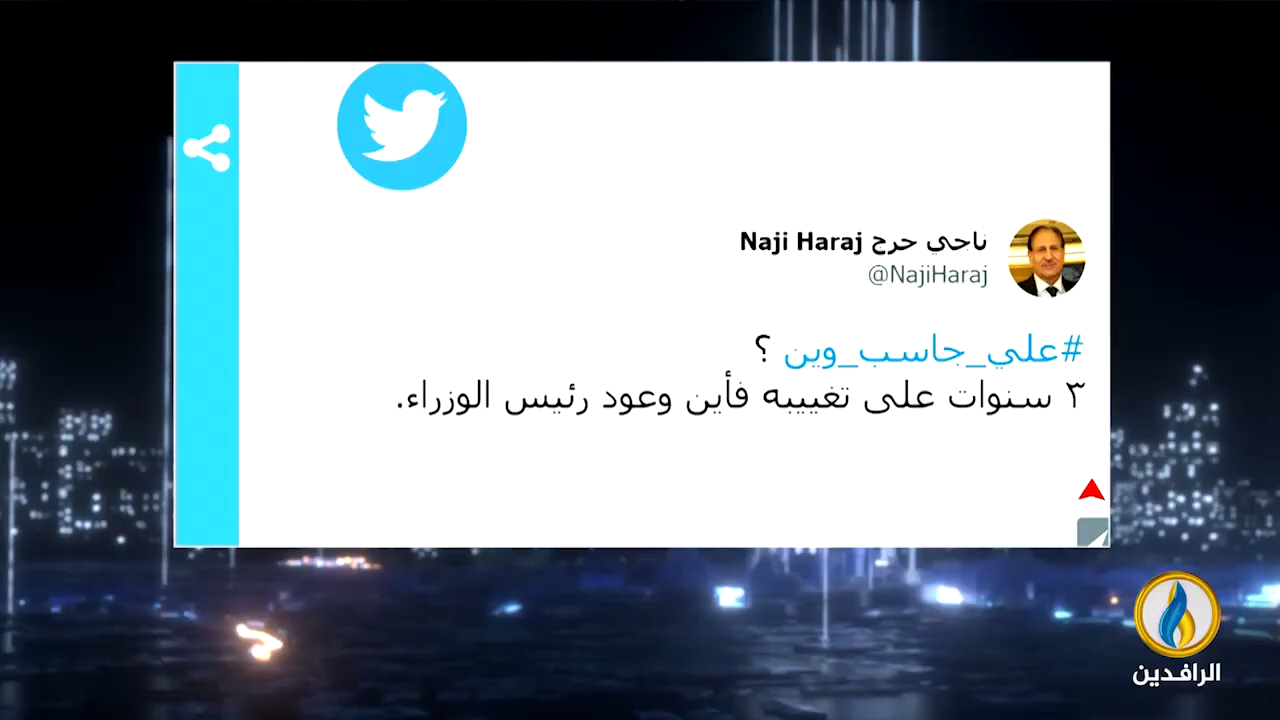 ناجي حرج Naji Haraj
@NajiHaraj
#علي_جاسب_وين ؟
٣ سنوات على تغييبه فأين وعود رئيس الوزراء.
الرافدين